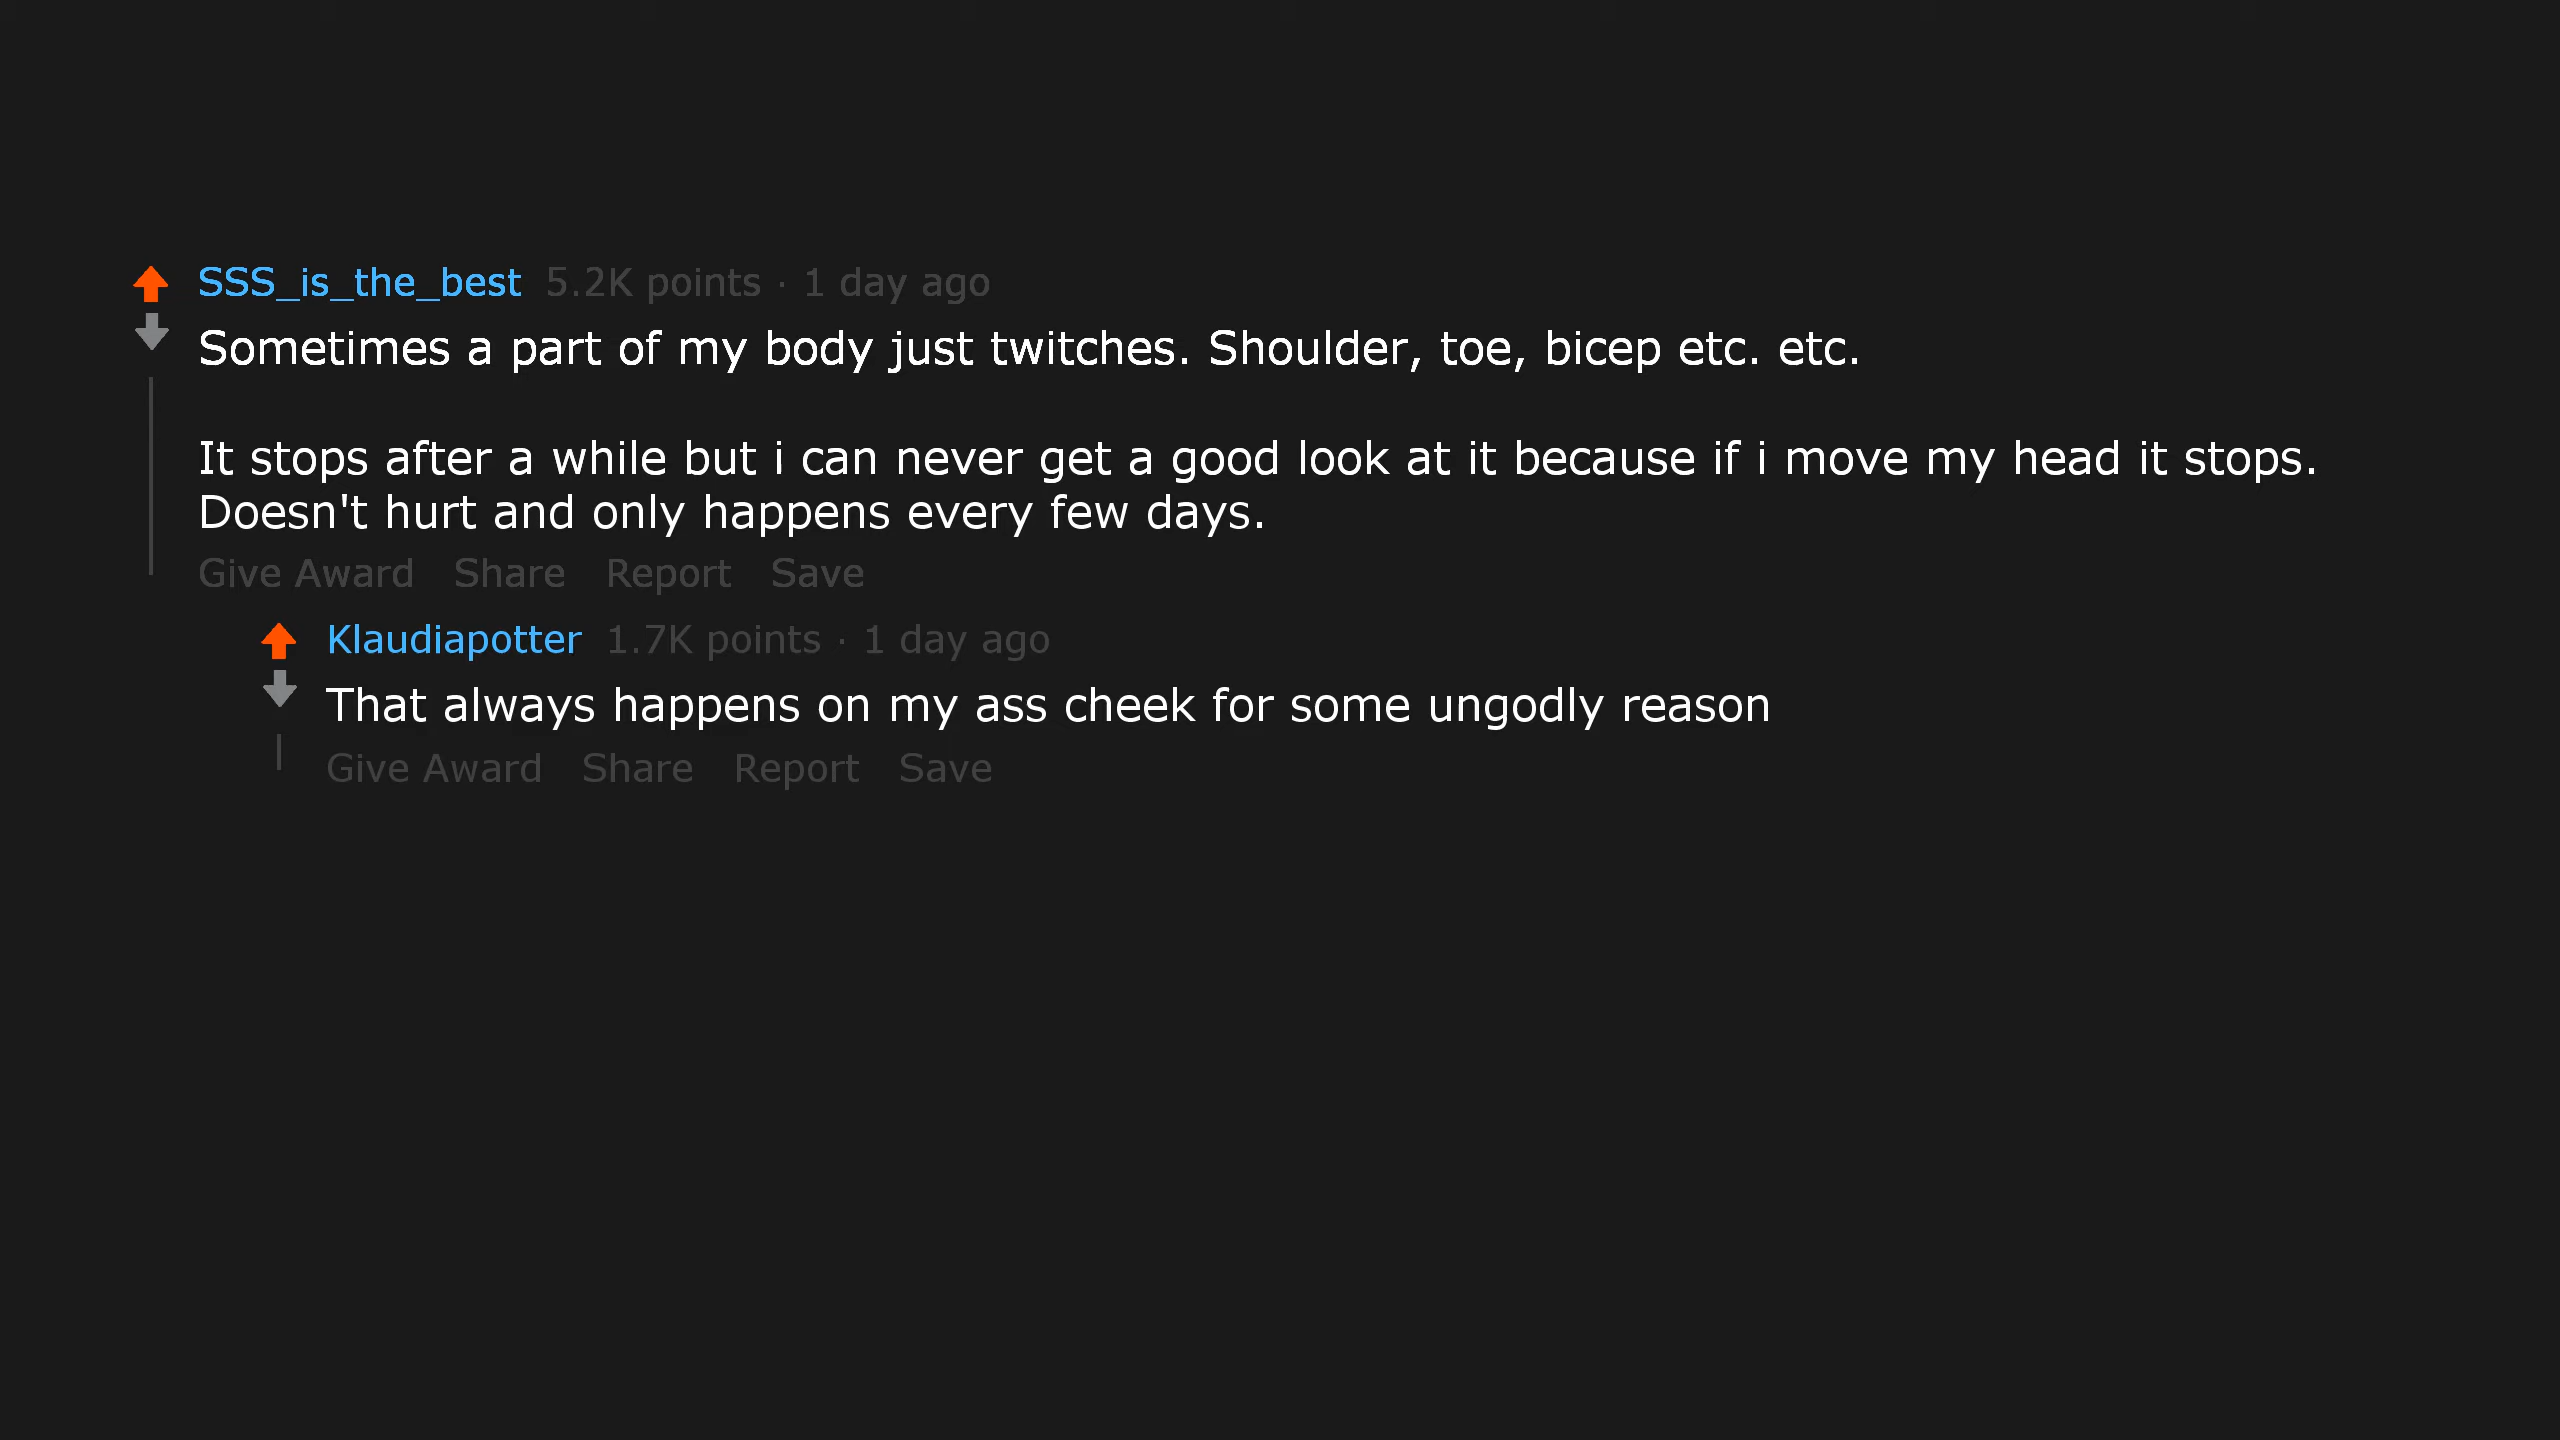 SSS_is_the_best 5.2K points · 1 day ago
Sometimes a part of my body just twitches. Shoulder, toe, bicep etc. etc.
It stops after a while but i can never get a good look at it because if i move my head it stops.
Doesn't hurt and only happens every few days.
Give Award Share Report Save
Klaudiapotter 1.7K points · 1 day ago
That always happens on my ass cheek for some ungodly reason
Give Award Share Report Save